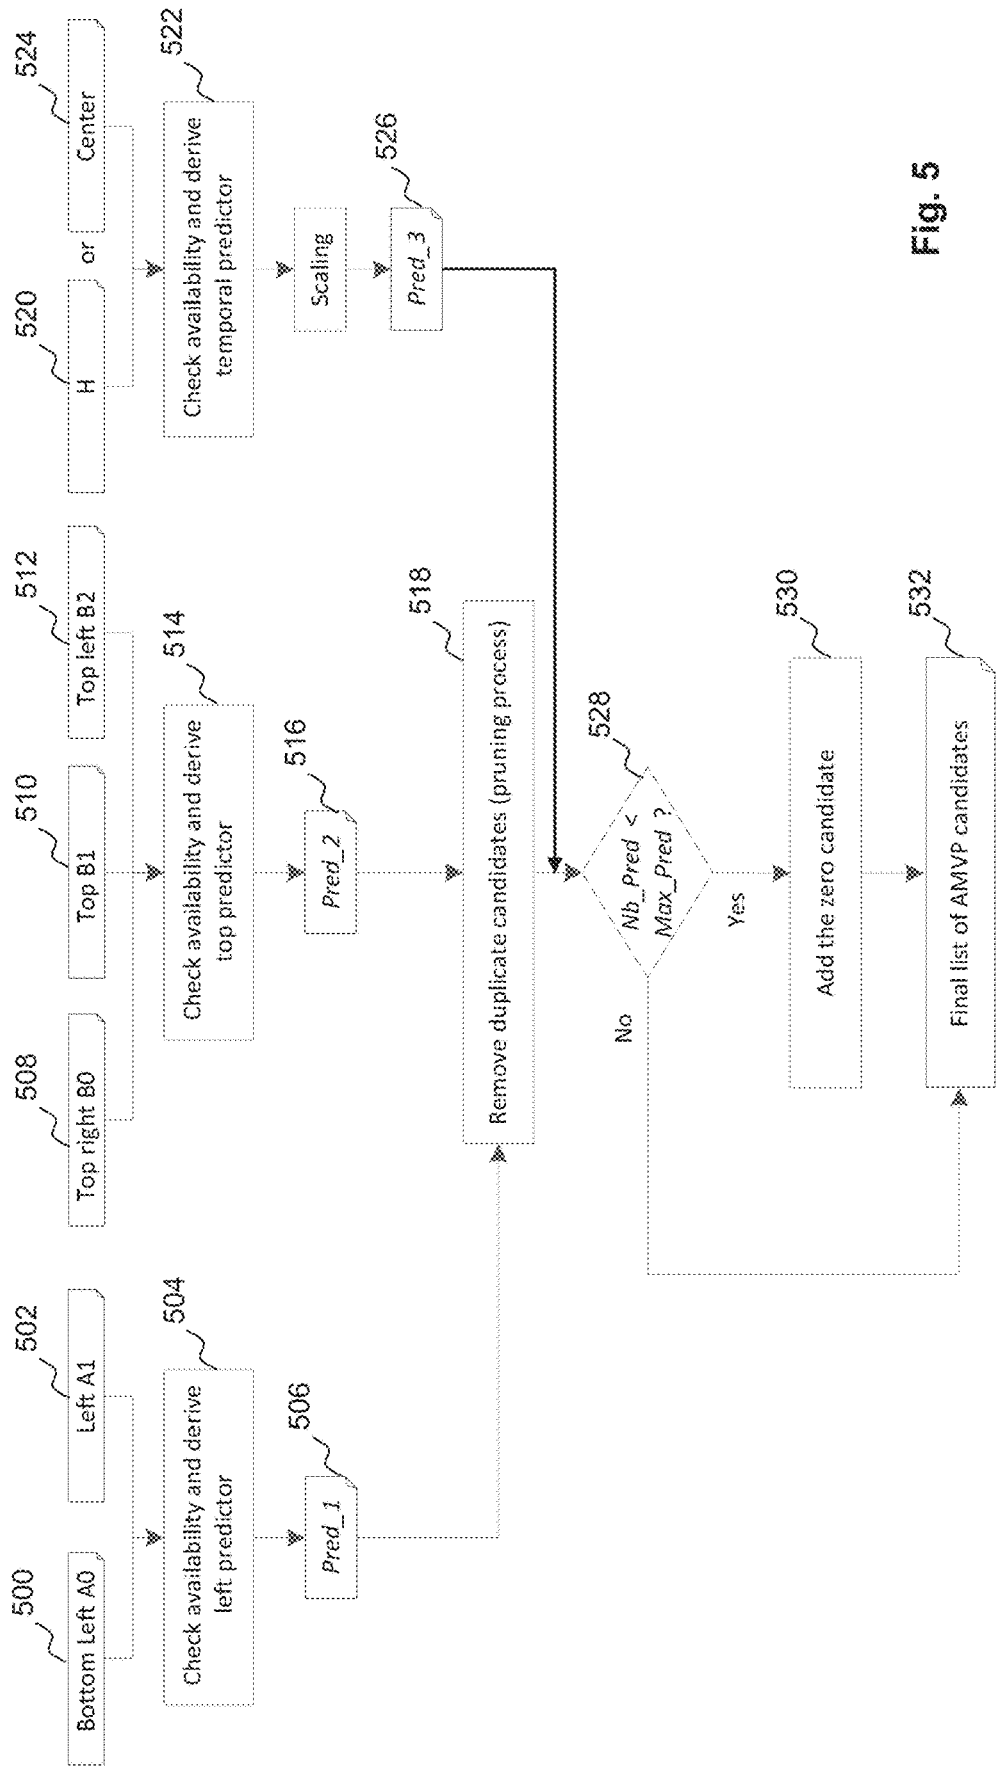 500
502
508
510
512
520
524
Bottom Left A0
Left A1
Top right B0
Top B1
Top left B2
H
or
Center
504
514
522
Check availability and derive
left predictor
Check availability and derive
top predictor
Check availability and derive
temporal predictor
506
516
Pred_1
Pred_2
Scaling
526
Pred_3
518
Remove duplicate candidates (pruning process)
528
Nb_Pred <
Max_Pred ?
No
Yes
530
Add the zero candidate
532
Final list of AMVP candidates
Fig. 5